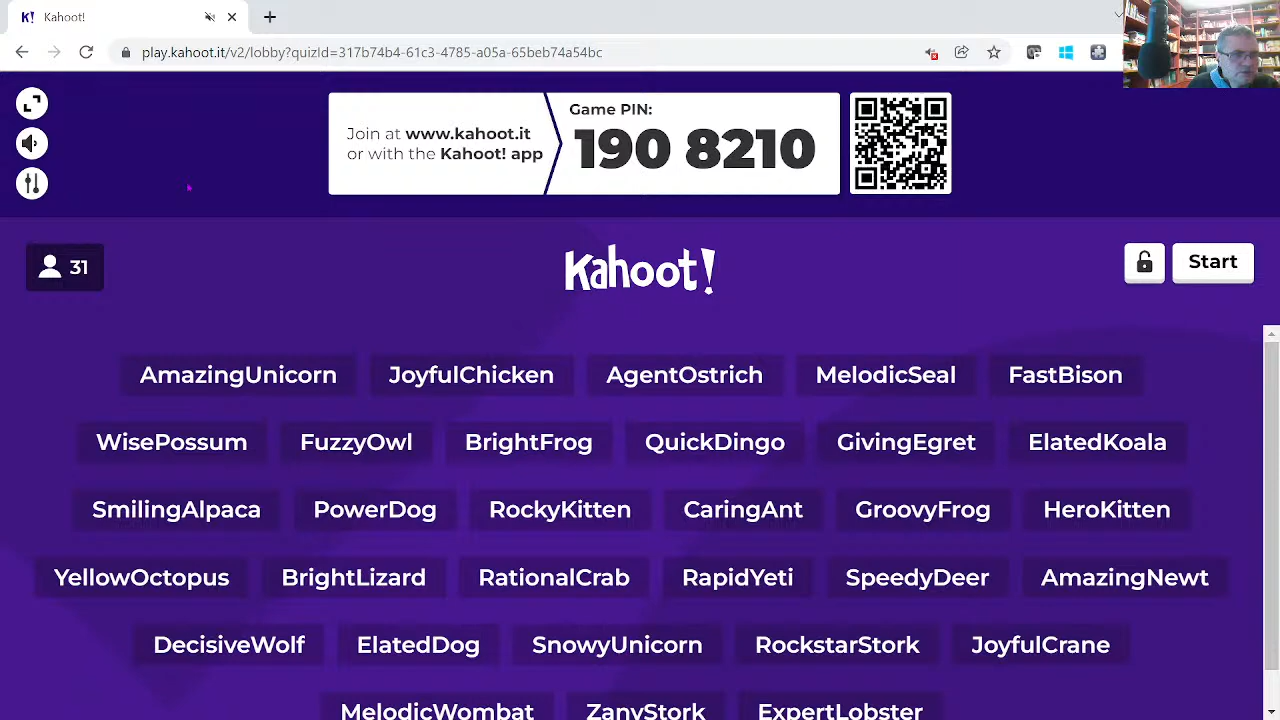 K! Kahoot!
play.kahoot.it/v2/lobby?quizId=317b74b4-61c3-4785-a05a-65beb74a54bc
Join at www.kahoot.it
or with the Kahoot! app
Game PIN:
190 8210
31
Kahoot!
Start
AmazingUnicorn JoyfulChicken AgentOstrich MelodicSeal FastBison
WisePossum FuzzyOwl BrightFrog QuickDingo GivingEgret ElatedKoala
SmilingAlpaca PowerDog RockyKitten CaringAnt GroovyFrog HeroKitten
YellowOctopus BrightLizard RationalCrab RapidYeti SpeedyDeer AmazingNewt
DecisiveWolf ElatedDog SnowyUnicorn RockstarStork JoyfulCrane
MelodicWombat ZanyStork ExpertLobster